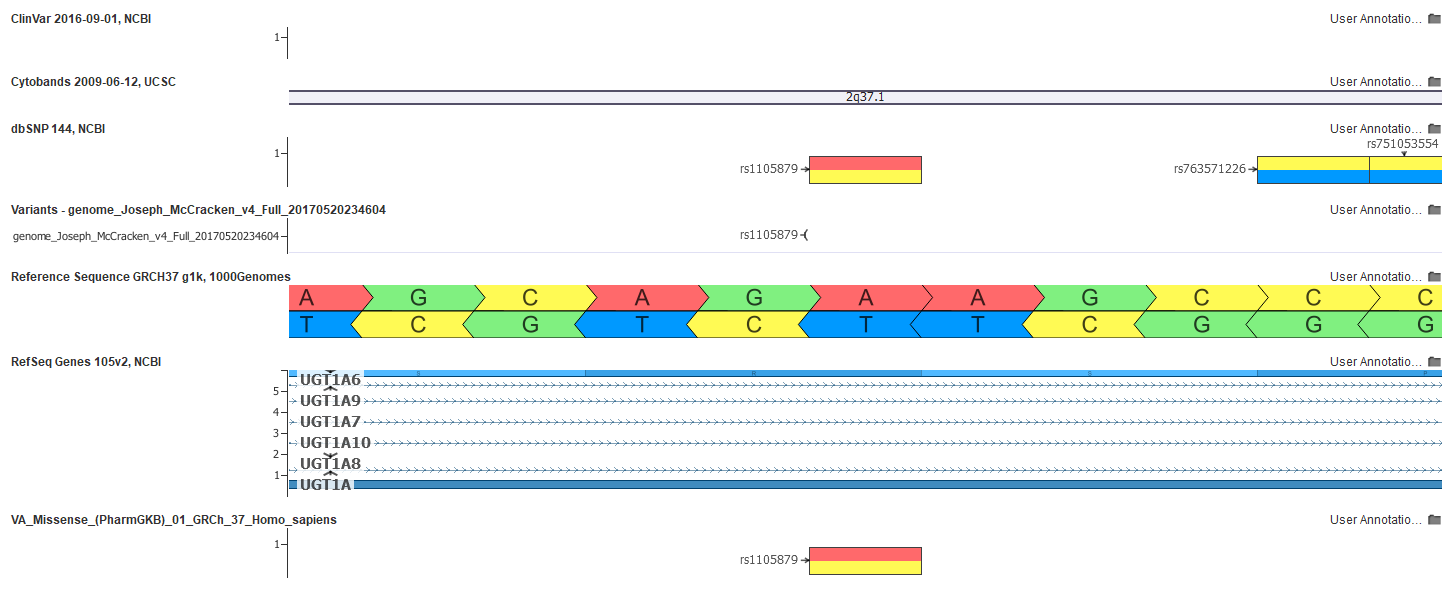 ClinVar 2016-09-01, NCBI
User Annotatio...
1
Cytobands 2009-06-12, UCSC
User Annotatio...
2q37.1
dbSNP 144, NCBI
User Annotatio...
rs751053554
1
rs1105879
rs763571226
Variants - genome_Joseph_McCracken_v4_Full_20170520234604
User Annotatio...
genome_Joseph_McCracken_v4_Full_20170520234604
rs1105879
Reference Sequence GRCH37 g1k, 1000Genomes
User Annotatio...
A G C A G A A G C C C
T C G T C T T C G G G
RefSeq Genes 105v2, NCBI
User Annotatio...
S R S P
UGT1A6
5
UGT1A9
4
UGT1A7
3
UGT1A10
2
UGT1A8
1
UGT1A
VA_Missense_(PharmGKB)_01_GRCh_37_Homo_sapiens
User Annotatio...
1
rs1105879